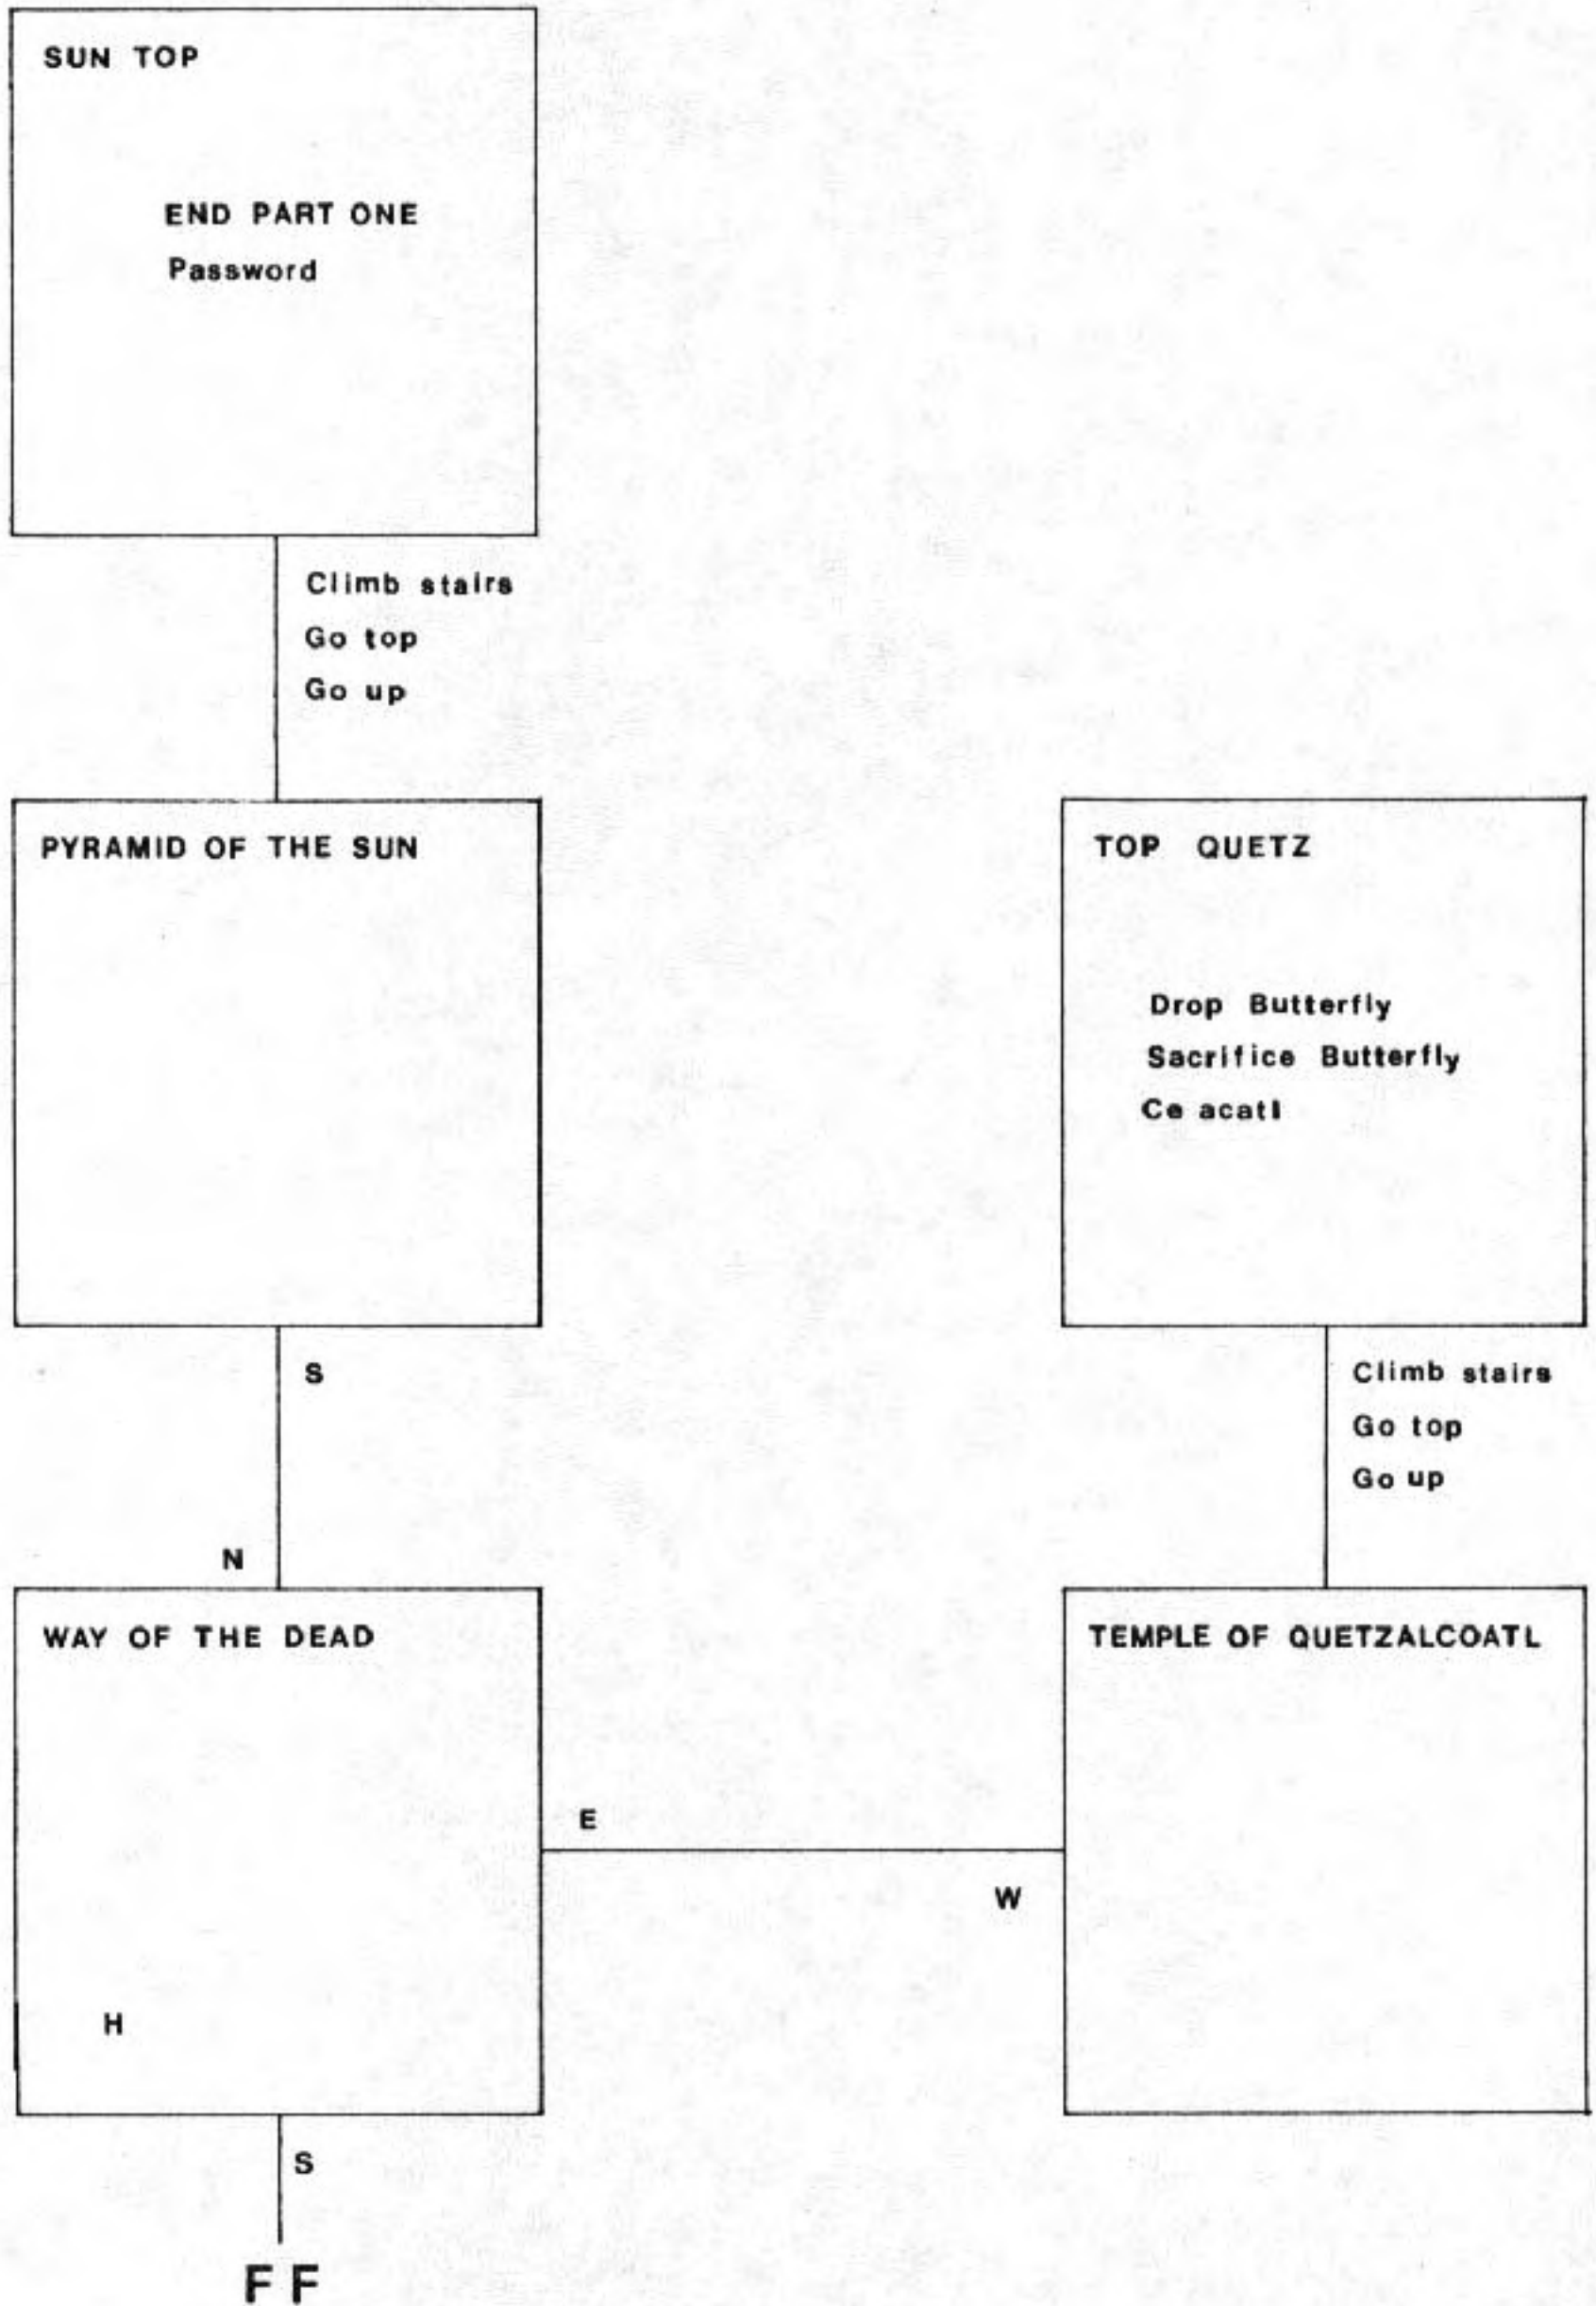 SUN TOP
END PART ONE
Password
Climb stairs
Go top
Go up
PYRAMID OF THE SUN
TOP QUETZ
Drop Butterfly
Sacrifice Butterfly
Ce acatl
S
Climb stairs
Go top
Go up
N
WAY OF THE DEAD
TEMPLE OF QUETZALCOATL
E
W
H
S
FF